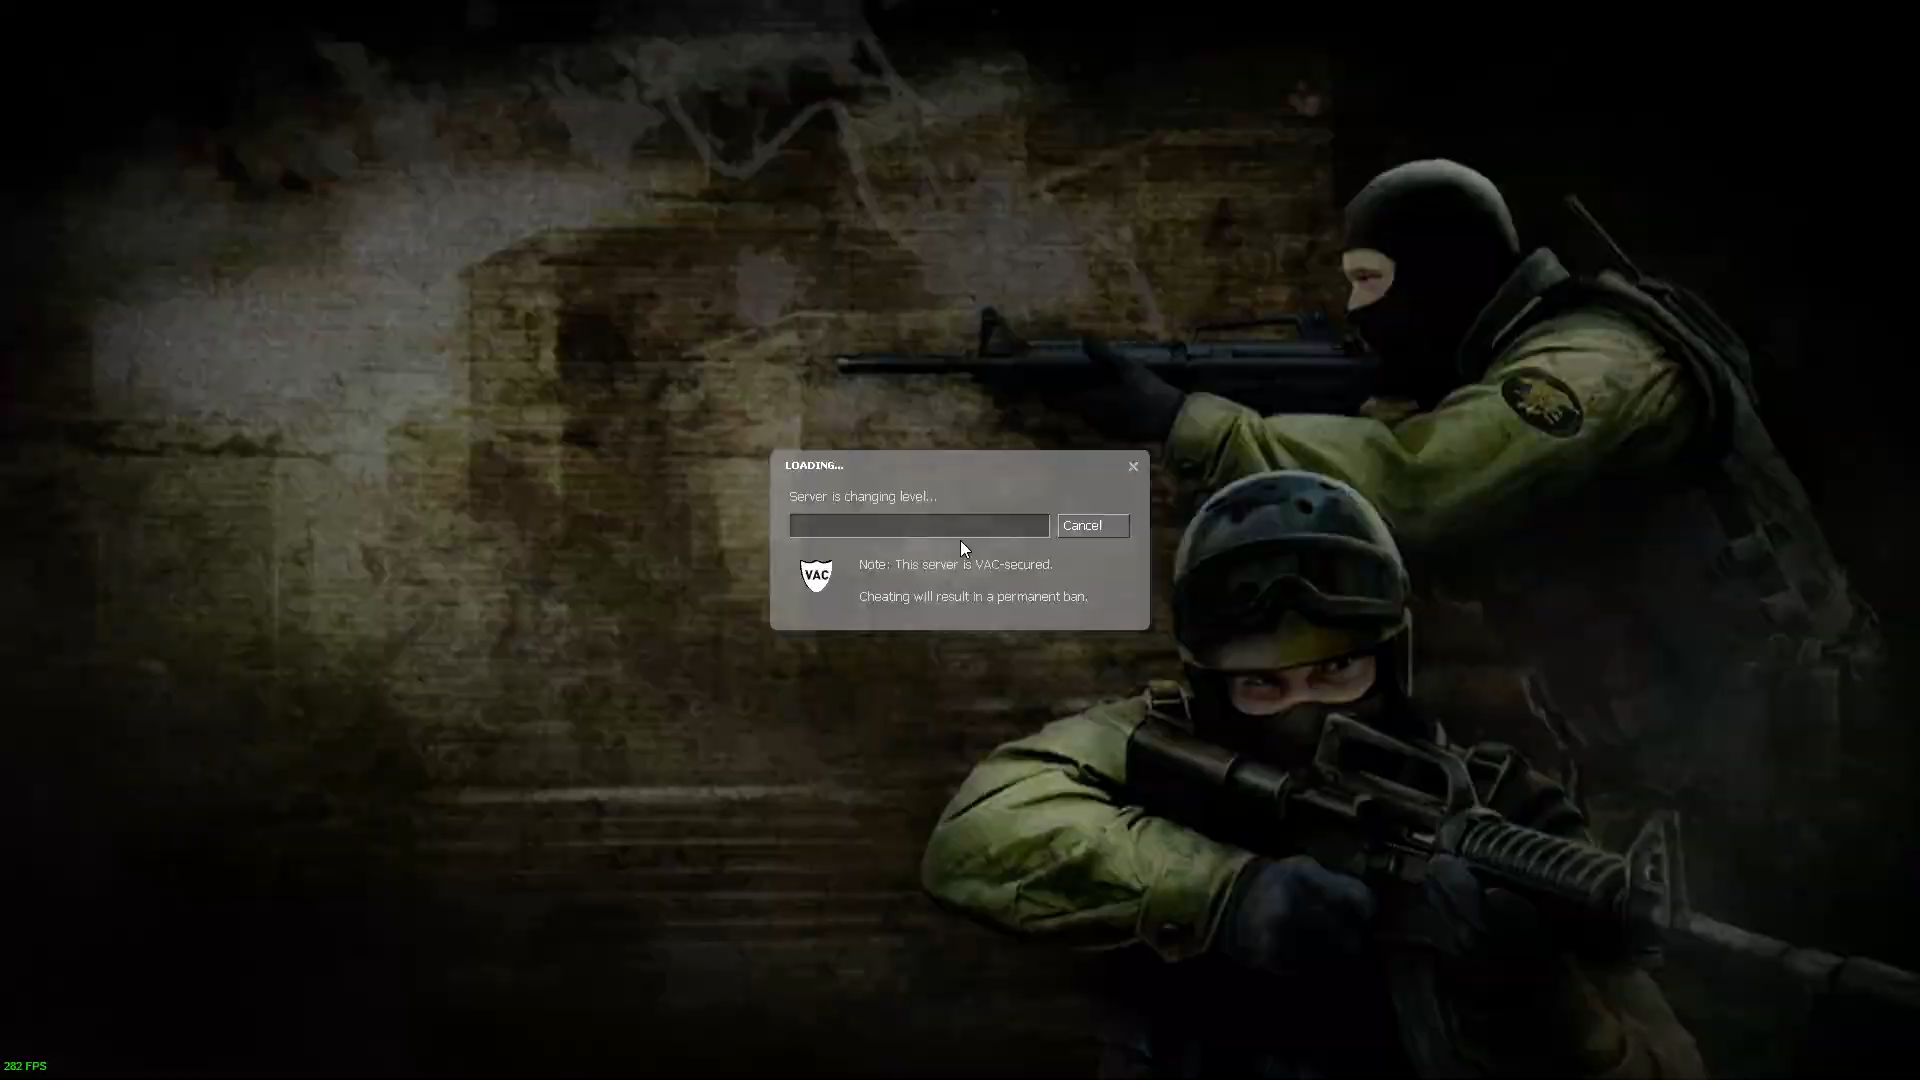 LOADING...
Server is changing level...
Cancel
VAC
Note: This server is VAC-secured.
Cheating will result in a permanent ban.
282 FPS